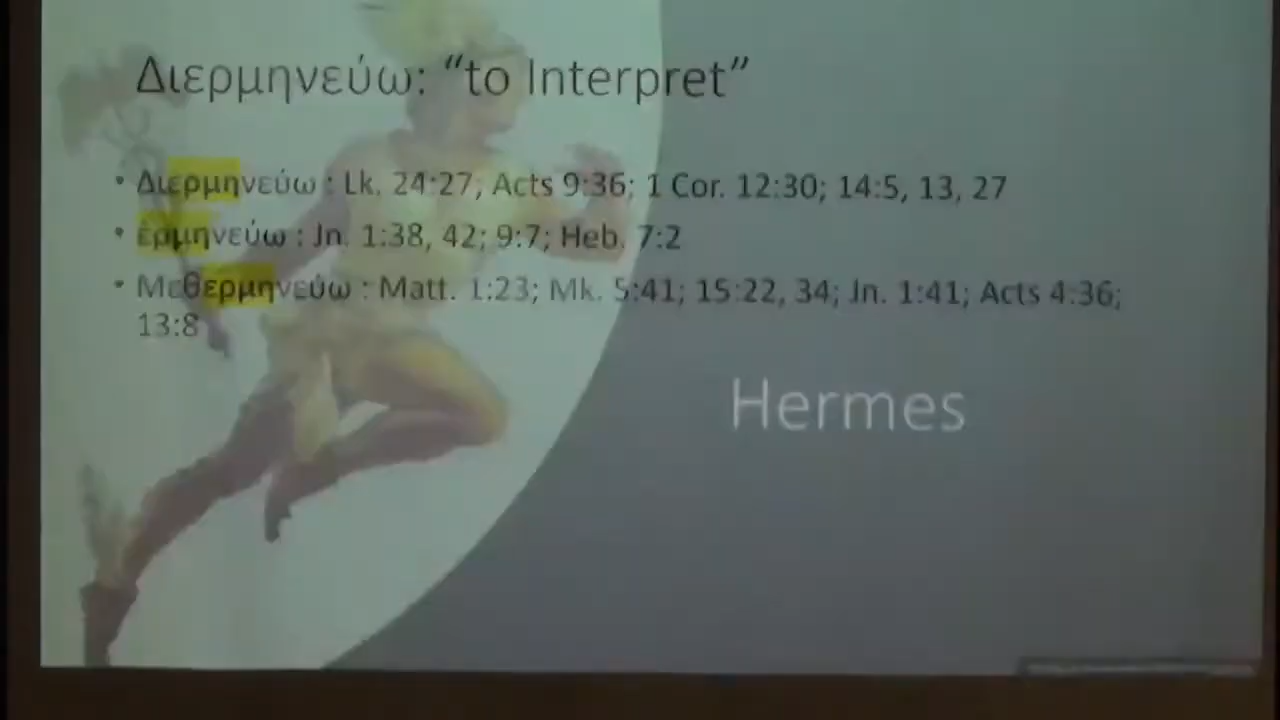 Διερμηνεύω: “to Interpret”
• Διερμηνεύω : Lk. 24:27; Acts 9:36; 1 Cor. 12:30; 14:5, 13, 27
• ἑρμηνεύω : Jn. 1:38, 42; 9:7; Heb. 7:2
• Μεθερμηνεύω : Matt. 1:23; Mk. 5:41; 15:22, 34; Jn. 1:41; Acts 4:36;
13:8
Hermes